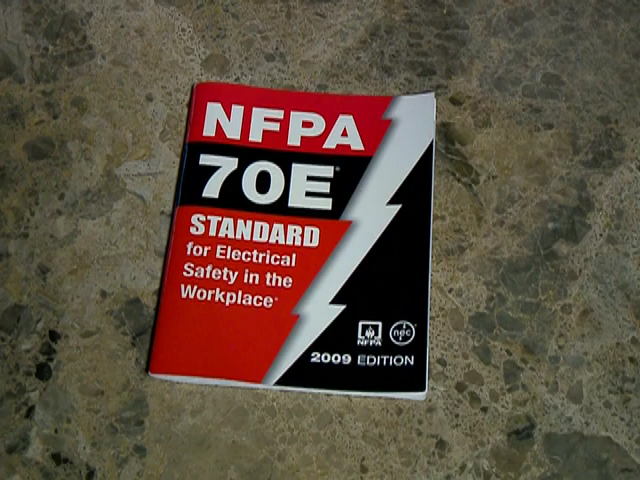 NFPA
70E®
STANDARD
for Electrical
Safety in the
Workplace®
NFPA
nec
2009 EDITION